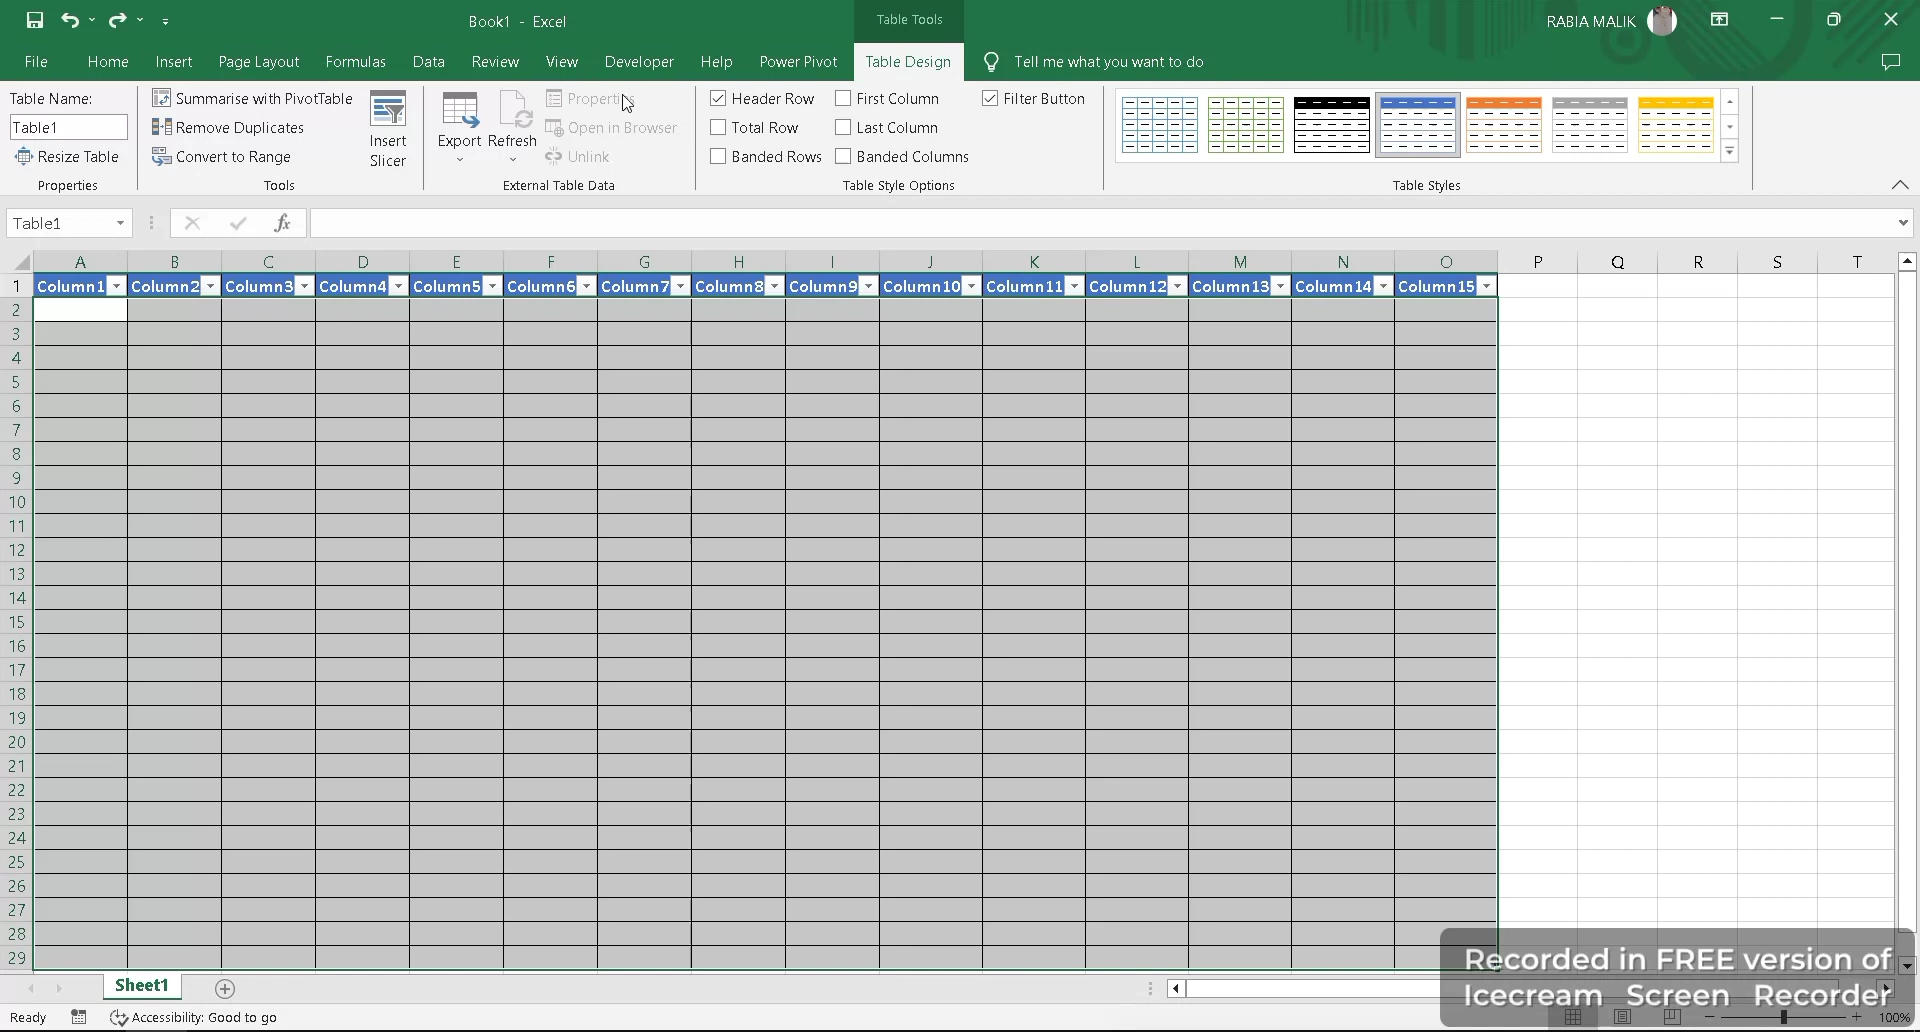 Book1 - Excel
Table Tools
RABIA MALIK
File Home Insert Page Layout Formulas Data Review View Developer Help Power Pivot Table Design Tell me what you want to do
Table Name:
Table1
Resize Table
Properties
Summarise with PivotTable
Remove Duplicates
Convert to Range
Tools
Insert
Slicer
Export
Refresh
Properties
Open in Browser
Unlink
External Table Data
Header Row First Column Filter Button
Total Row Last Column
Banded Rows Banded Columns
Table Style Options
Table Styles
Table1
fx
A B C D E F G H I J K L M N O P Q R S T
1 Column1 Column2 Column3 Column4 Column5 Column6 Column7 Column8 Column9 Column10 Column11 Column12 Column13 Column14 Column15
2
3
4
5
6
7
8
9
10
11
12
13
14
15
16
17
18
19
20
21
22
23
24
25
26
27
28
29
Recorded in FREE version of
Icecream Screen Recorder
Sheet1
Ready
Accessibility: Good to go
100%